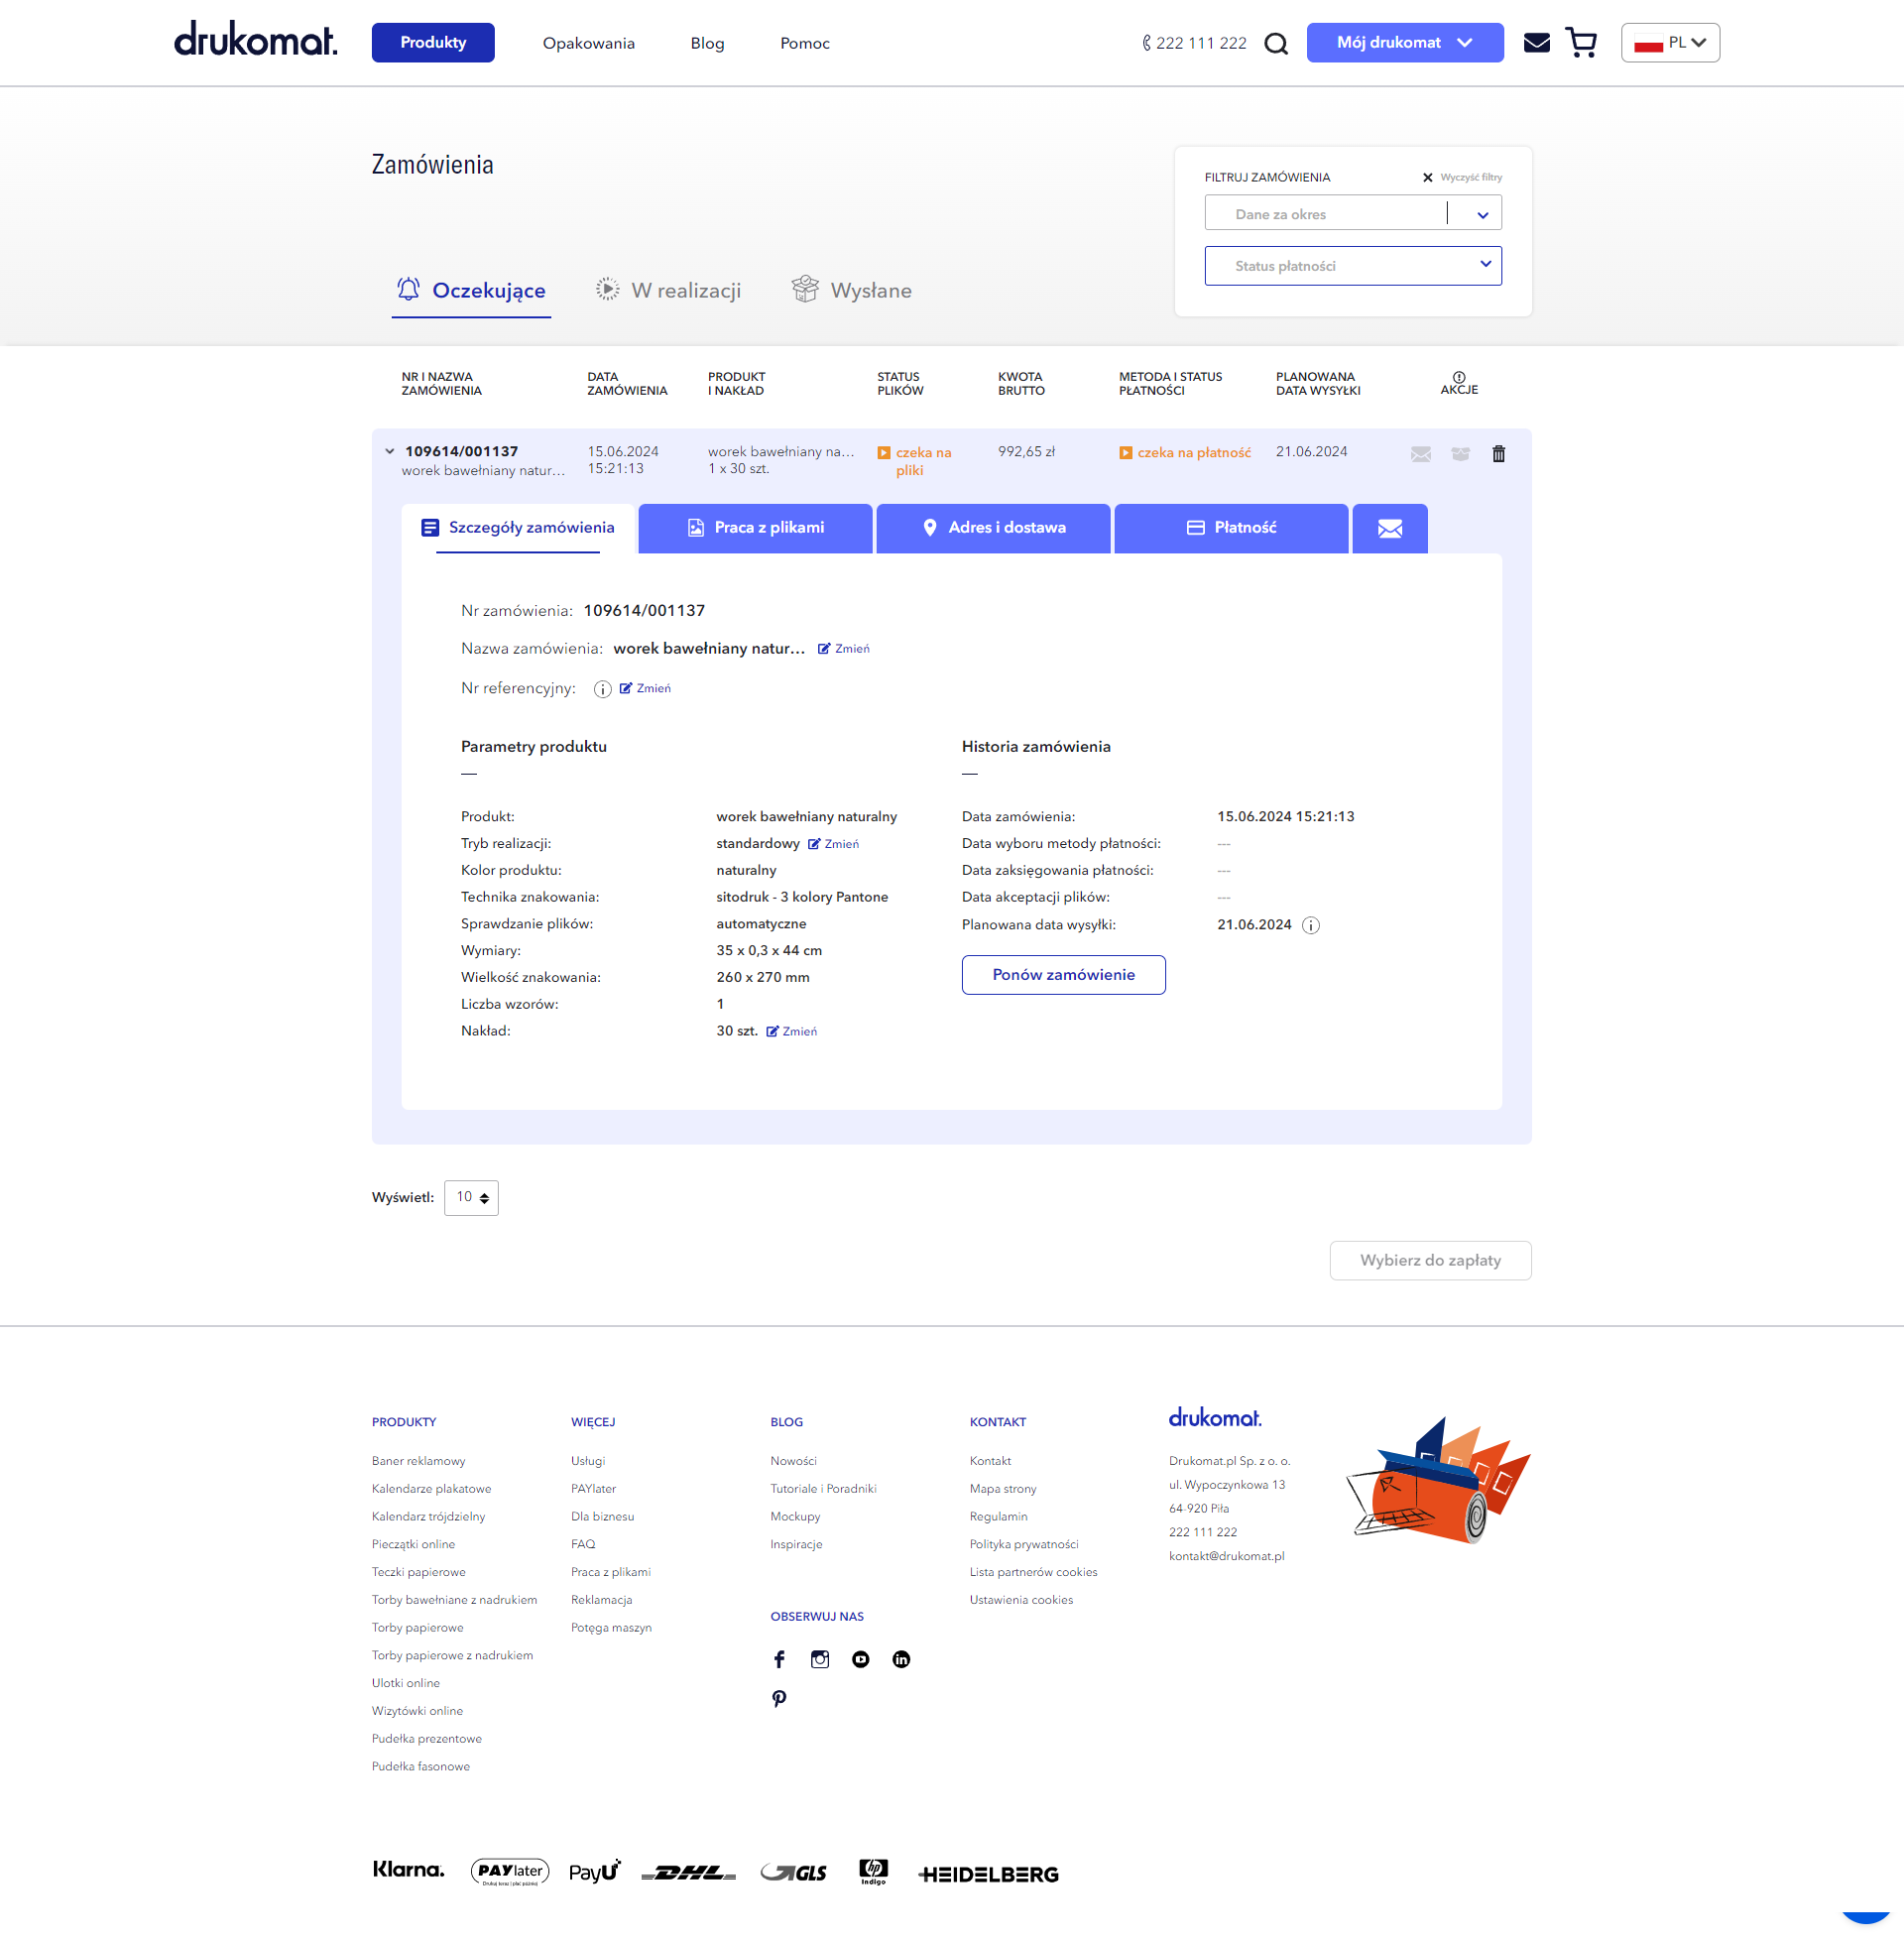 drukomat.
Produkty
Opakowania
Blog
Pomoc
222 111 222
Mój drukomat
PL
Zamówienia
FILTRUJ ZAMÓWIENIA
Wyczyść filtry
Dane za okres
Status płatności
Oczekujące
W realizacji
Wysłane
NR I NAZWA
ZAMÓWIENIA
DATA
ZAMÓWIENIA
PRODUKT
I NAKŁAD
STATUS
PLIKÓW
KWOTA
BRUTTO
METODA I STATUS
PŁATNOŚCI
PLANOWANA
DATA WYSYŁKI
AKCJE
109614/001137
worek bawełniany natur...
15.06.2024
15:21:13
worek bawełniany na...
1 x 30 szt.
czeka na
pliki
992,65 zł
czeka na płatność
21.06.2024
Szczegóły zamówienia
Praca z plikami
Adres i dostawa
Płatność
Nr zamówienia: 109614/001137
Nazwa zamówienia: worek bawełniany natur... Zmień
Nr referencyjny: Zmień
Parametry produktu
Produkt: worek bawełniany naturalny
Tryb realizacji: standardowy Zmień
Kolor produktu: naturalny
Technika znakowania: sitodruk - 3 kolory Pantone
Sprawdzanie plików: automatyczne
Wymiary: 35 x 0,3 x 44 cm
Wielkość znakowania: 260 x 270 mm
Liczba wzorów: 1
Nakład: 30 szt. Zmień
Historia zamówienia
Data zamówienia: 15.06.2024 15:21:13
Data wyboru metody płatności: ---
Data zaksięgowania płatności: ---
Data akceptacji plików: ---
Planowana data wysyłki: 21.06.2024
Ponów zamówienie
Wyświetl: 10
Wybierz do zapłaty
PRODUKTY
Baner reklamowy
Kalendarze plakatowe
Kalendarz trójdzielny
Pieczątki online
Teczki papierowe
Torby bawełniane z nadrukiem
Torby papierowe
Torby papierowe z nadrukiem
Ulotki online
Wizytówki online
Pudełka prezentowe
Pudełka fasonowe
WIĘCEJ
Usługi
PAYlater
Dla biznesu
FAQ
Praca z plikami
Reklamacja
Potęga maszyn
BLOG
Nowości
Tutoriale i Poradniki
Mockupy
Inspiracje
OBSERWUJ NAS
KONTAKT
Kontakt
Mapa strony
Regulamin
Polityka prywatności
Lista partnerów cookies
Ustawienia cookies
drukomat.
Drukomat.pl Sp. z o. o.
ul. Wypoczynkowa 13
64-920 Piła
222 111 222
kontakt@drukomat.pl
Klarna.
PAYlater
Drukuj teraz i płać później
PayU
DHL
GLS
hp
indigo
HEIDELBERG